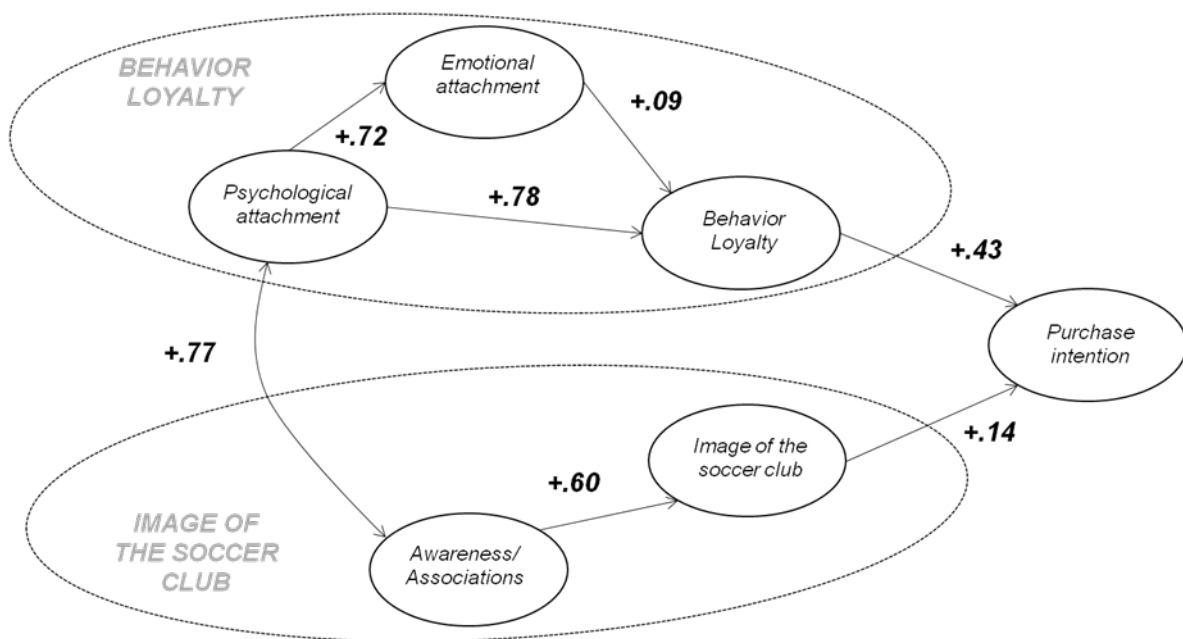 BEHAVIOR
LOYALTY
Emotional
attachment
+.09
+.72
Psychological
attachment
+.78
Behavior
Loyalty
+.43
Purchase
intention
+.77
Image of the
soccer club
+.14
+.60
IMAGE OF
THE SOCCER
CLUB
Awareness/
Associations